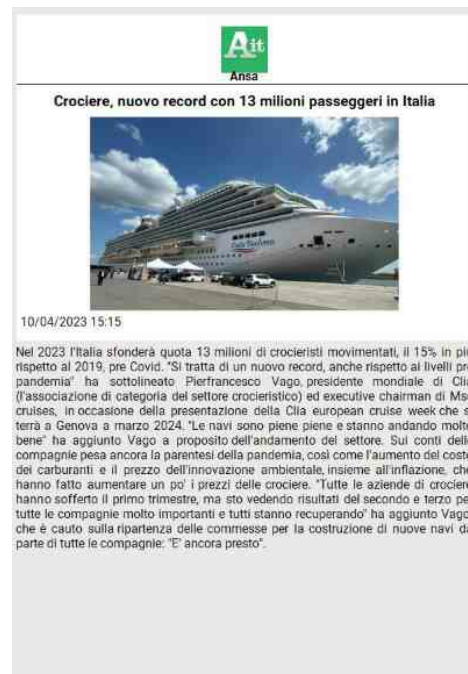 Ait
Ansa
Crociere, nuovo record con 13 milioni passeggeri in Italia
10/04/2023 15:15
Nel 2023 l'Italia sfonderà quota 13 milioni di crocieristi movimentati, il 15% in pi
rispetto al 2019, pre Covid. "Si tratta di un nuovo record, anche rispetto ai livelli pre
pandemia" ha sottolineato Pierfrancesco Vago, presidente mondiale di Cli
(l'associazione di categoria del settore crocieristico) ed executive chairman di Ms
cruises, in occasione della presentazione della Clia european cruise week che s
terrà a Genova a marzo 2024. "Le navi sono piene piene e stanno andando molto
bene" ha aggiunto Vago a proposito dell'andamento del settore. Sui conti dell
compagnie pesa ancora la parentesi della pandemia, così come l'aumento del costo
dei carburanti e il prezzo dell'innovazione ambientale, insieme all'inflazione, che
hanno fatto aumentare un po' i prezzi delle crociere. "Tutte le aziende di crociere
hanno sofferto il primo trimestre, ma sto vedendo risultati del secondo e terzo pe
tutte le compagnie molto importanti e tutti stanno recuperando" ha aggiunto Vago
che è cauto sulla ripartenza delle commesse per la costruzione di nuove navi da
parte di tutte le compagnie: "E' ancora presto".